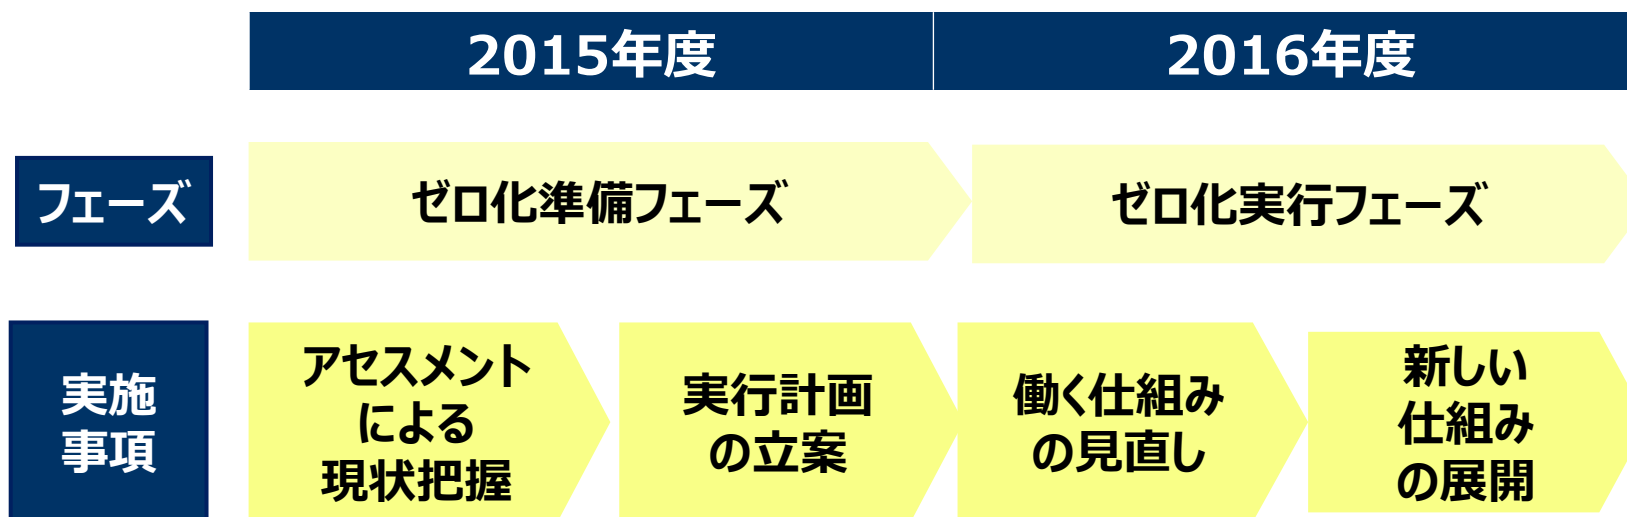 2015年度
2016年度
フェーズ
ゼロ化準備フェーズ
ゼロ化実行フェーズ
実施
事項
アセスメント
による
現状把握
実行計画
の立案
働く仕組み
の見直し
新しい
仕組み
の展開